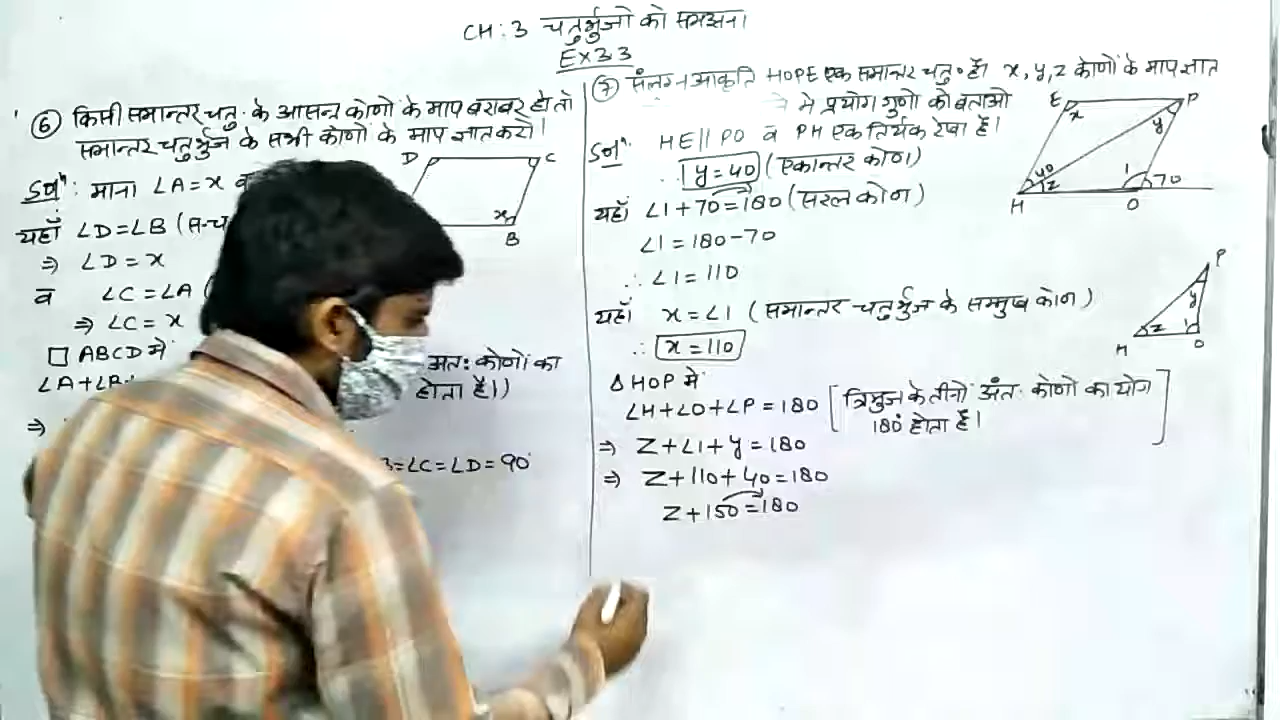 CH: 3 चतुर्भुजो को समझना
Ex 3.3
⑥ किसी समान्तर चतु. के आसन्न कोणो के माप बराबर हो तो
समान्तर चतुर्भुज के सभी कोणों के माप ज्ञात करो।
Solⁿ: माना ∠A = x व
यहाँ ∠D = ∠B (स.च
⇒ ∠D = x
व ∠C = ∠A (
⇒ ∠C = x
□ ABCD में
∠A + ∠B अतः कोणों का
होता है।)
⇒
= ∠C = ∠D = 90°
D C
x
B
⑦ संलग्न आकृति HOPE एक समान्तर चतु. है। x, y, z कोणों के माप ज्ञात
मे प्रयोग गुणो को बताओ
Solⁿ HE || PO व PH एक तिर्यक रेखा है।
∴ y = 40 (एकान्तर कोण)
यहाँ ∠1 + 70 = 180 (सरल कोन)
∠1 = 180 - 70
∴ ∠1 = 110
यहाँ x = ∠1 (समान्तर चतुर्भुज के सम्मुख कोन)
∴ x = 110
Δ HOP में
∠H + ∠O + ∠P = 180 [त्रिभुज के तीनो अंत: कोणो का योग
180° होता है।]
⇒ Z + ∠1 + y = 180
⇒ Z + 110 + 40 = 180
Z + 150 = 180
E P
x y
40 z 1 70
H O
P
y
z 1
H O